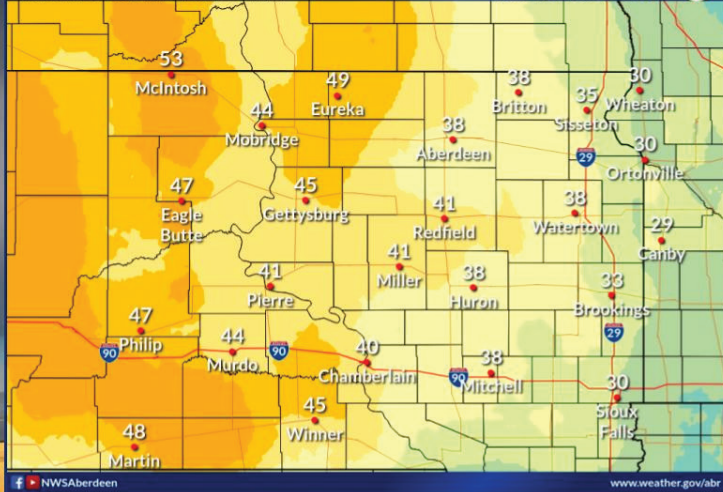 53
McIntosh
49
Eureka
38
Britton
35
Sisseton
30
Wheaton
44
Mobridge
38
Aberdeen
30
Ortonville
29
47
Eagle
Butte
45
Gettysburg
41
Redfield
38
Watertown
29
Canby
41
Pierre
41
Miller
38
Huron
33
Brookings
29
47
Philip
90
44
Murdo
90
40
Chamberlain
90
38
Mitchell
30
Sioux
Falls
45
Winner
48
Martin
NWSAberdeen
www.weather.gov/abr